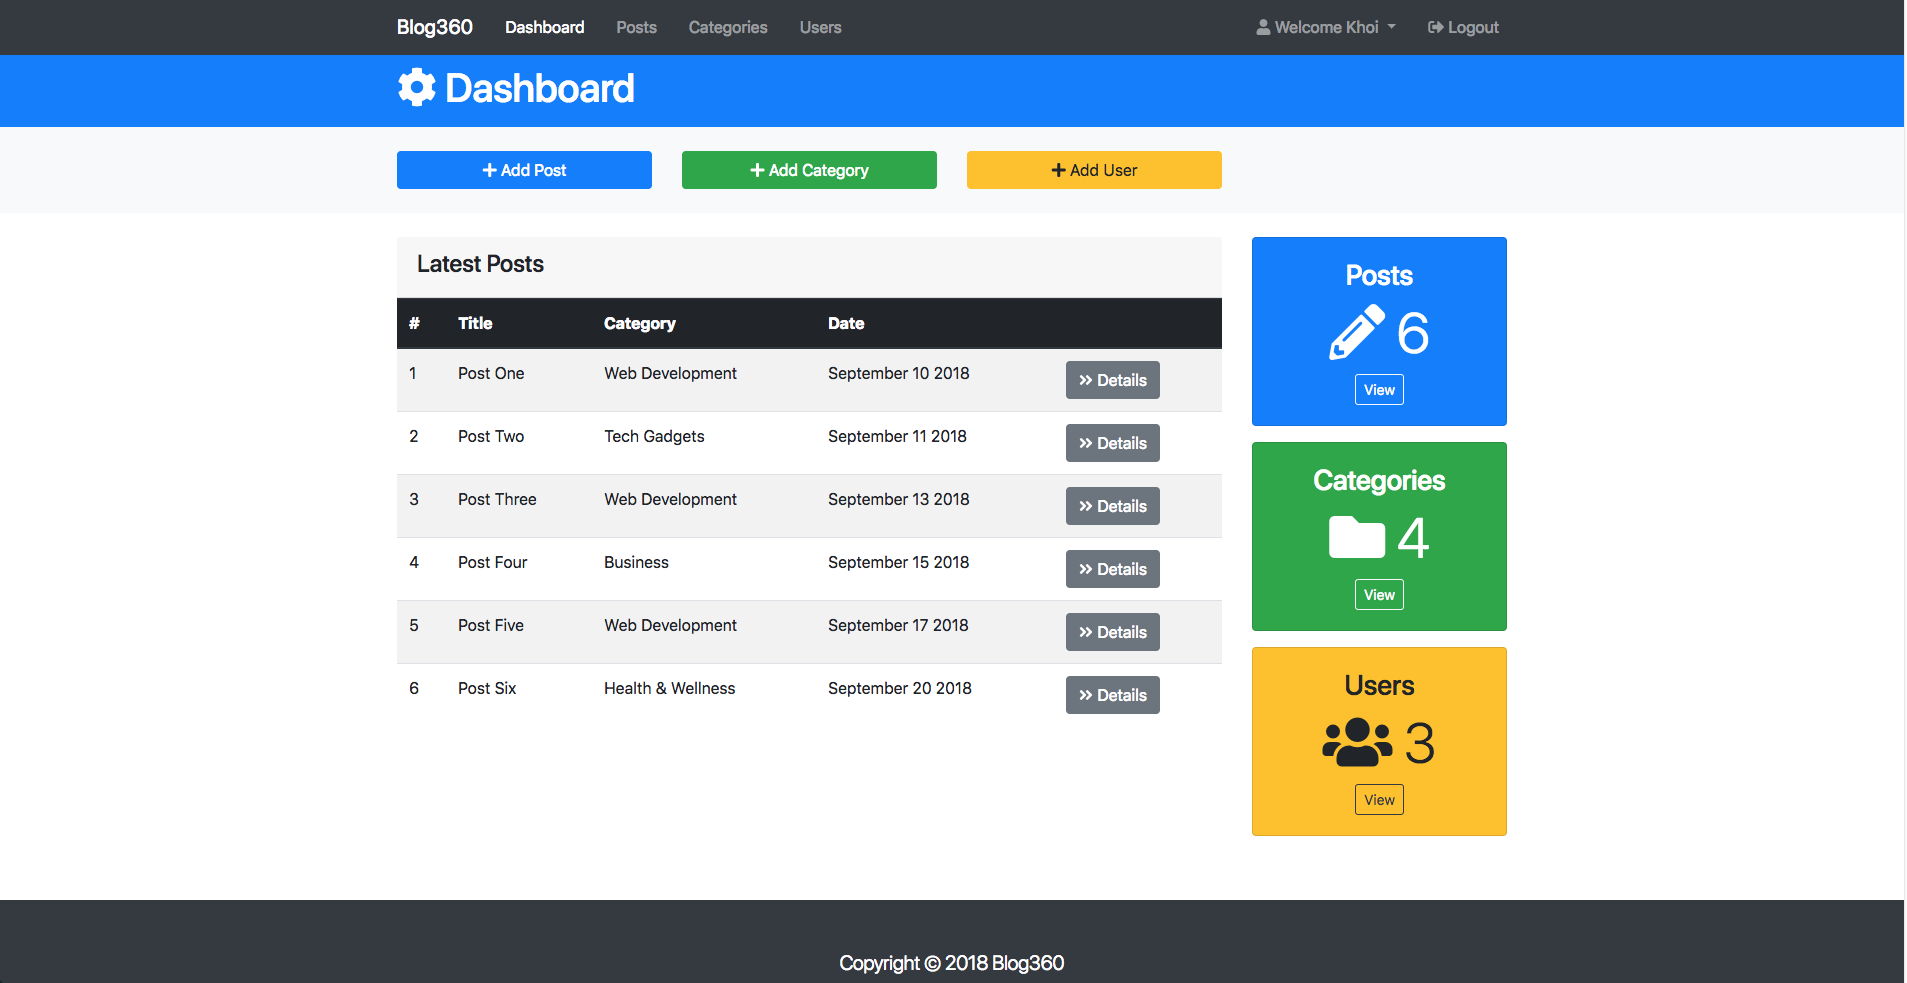 Blog360 Dashboard Posts Categories Users Welcome Khoi Logout
Dashboard
Add Post Add Category Add User
Latest Posts
# Title Category Date
1 Post One Web Development September 10 2018 Details
2 Post Two Tech Gadgets September 11 2018 Details
3 Post Three Web Development September 13 2018 Details
4 Post Four Business September 15 2018 Details
5 Post Five Web Development September 17 2018 Details
6 Post Six Health & Wellness September 20 2018 Details
Posts
6
View
Categories
4
View
Users
3
View
Copyright © 2018 Blog360